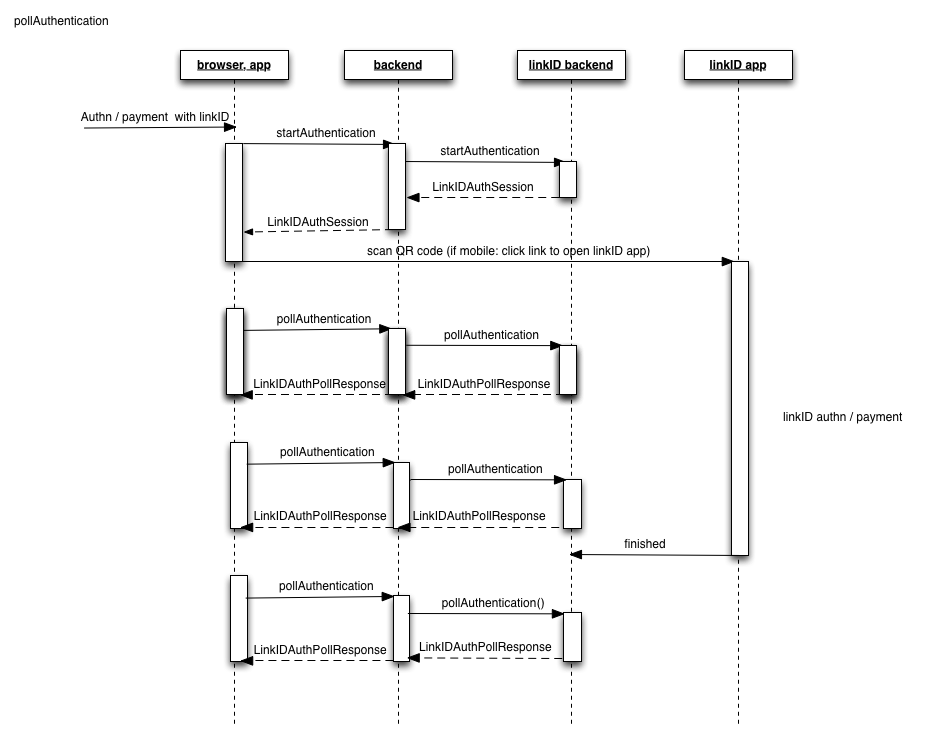 pollAuthentication
browser, app
backend
linkID backend
linkID app
Authn / payment  with linkID
startAuthentication
startAuthentication
LinkIDAuthSession
LinkIDAuthSession
scan QR code (if mobile: click link to open linkID app)
pollAuthentication
pollAuthentication
LinkIDAuthPollResponse
LinkIDAuthPollResponse
linkID authn / payment
pollAuthentication
pollAuthentication
LinkIDAuthPollResponse
LinkIDAuthPollResponse
finished
pollAuthentication
pollAuthentication()
LinkIDAuthPollResponse
LinkIDAuthPollResponse